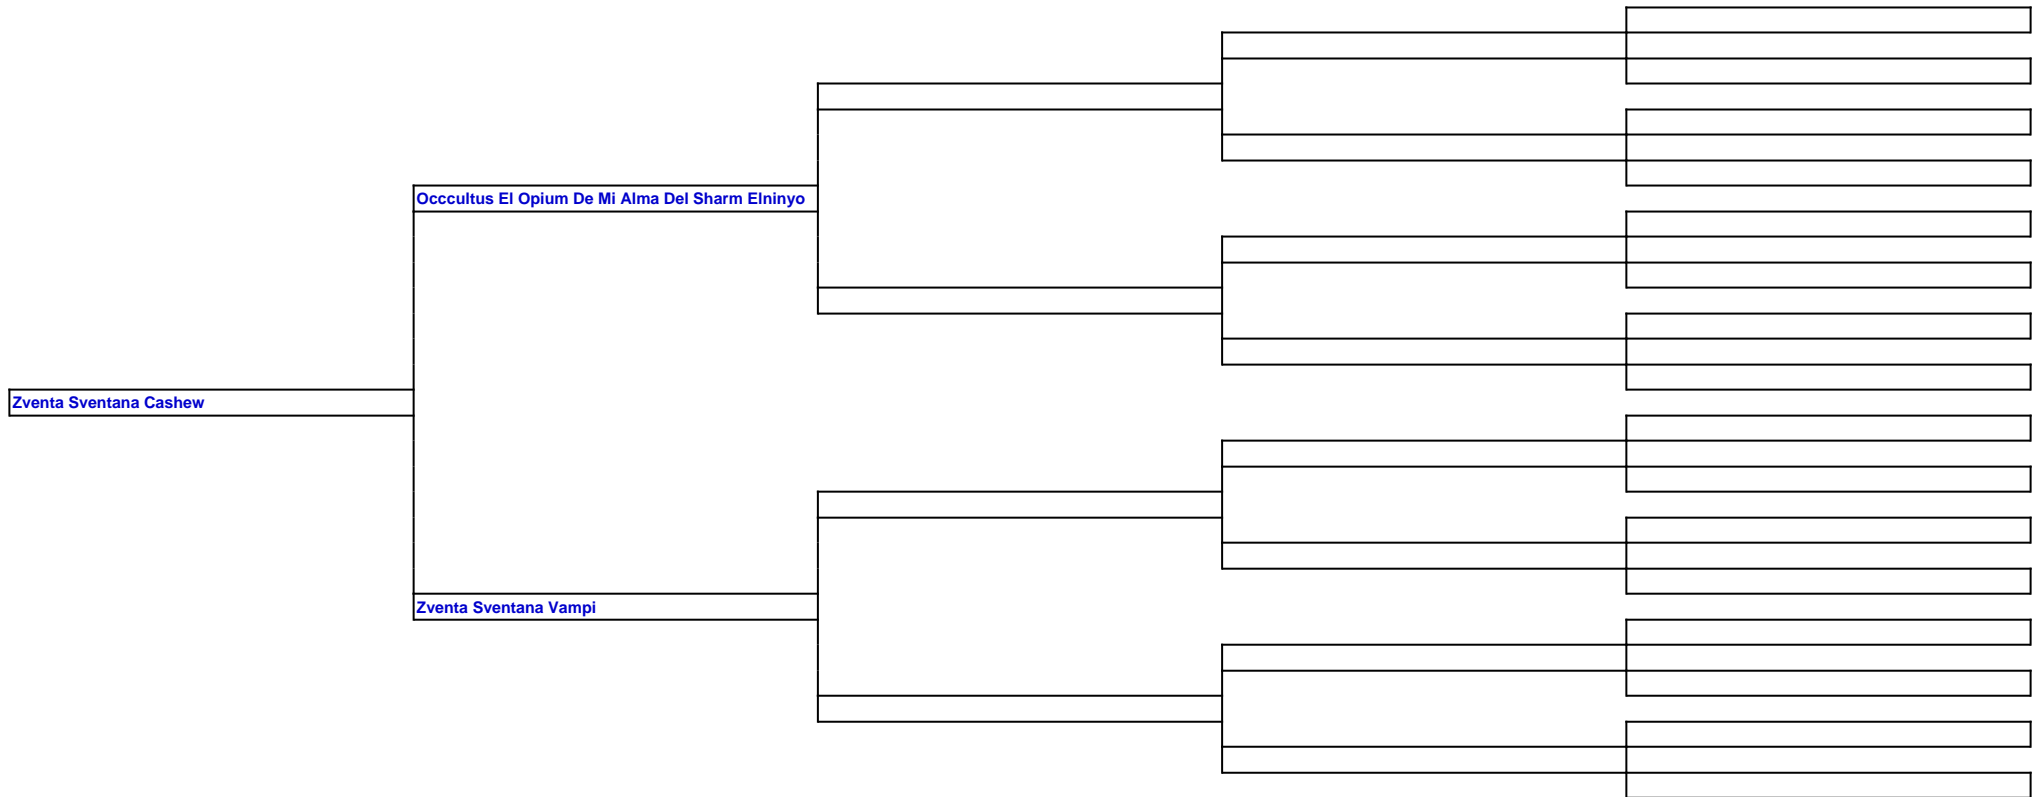 Occcultus El Opium De Mi Alma Del Sharm Elninyo
Zventa Sventana Cashew
Zventa Sventana Vampi